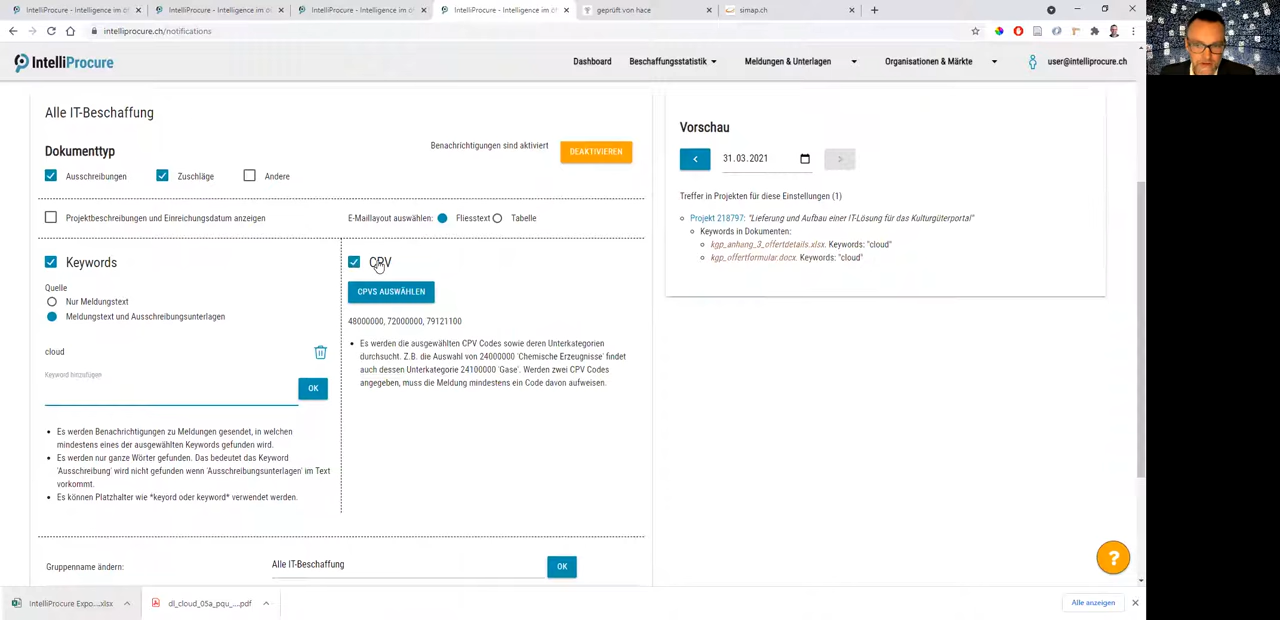 IntelliProcure - Intelligence im öf
IntelliProcure - Intelligence im öf
IntelliProcure - Intelligence im öf
IntelliProcure - Intelligence im öf
geprüft von hace
simap.ch
intelliprocure.ch/notifications
IntelliProcure
Dashboard
Beschaffungsstatistik
Meldungen & Unterlagen
Organisationen & Märkte
user@intelliprocure.ch
Alle IT-Beschaffung
Dokumenttyp
Benachrichtigungen sind aktiviert
DEAKTIVIEREN
Ausschreibungen
Zuschläge
Andere
Projektbeschreibungen und Einreichungsdatum anzeigen
E-Maillayout auswählen:
Fliesstext
Tabelle
Keywords
Quelle
Nur Meldungstext
Meldungstext und Ausschreibungsunterlagen
cloud
Keyword hinzufügen
OK
Es werden Benachrichtigungen zu Meldungen gesendet, in welchen
mindestens eines der ausgewählten Keywords gefunden wird.
Es werden nur ganze Wörter gefunden. Das bedeutet das Keyword
'Ausschreibung' wird nicht gefunden wenn 'Ausschreibungsunterlagen' im Text
vorkommt.
Es können Platzhalter wie *keyord oder keyword* verwendet werden.
CPV
CPVS AUSWÄHLEN
48000000, 72000000, 79121100
Es werden die ausgewählten CPV Codes sowie deren Unterkategorien
durchsucht. Z.B. die Auswahl von 24000000 'Chemische Erzeugnisse' findet
auch dessen Unterkategorie 24100000 'Gase'. Werden zwei CPV Codes
angegeben, muss die Meldung mindestens ein Code davon aufweisen.
Gruppenname ändern:
Alle IT-Beschaffung
OK
Vorschau
<
31.03.2021
>
Treffer in Projekten für diese Einstellungen (1)
Projekt 218797: "Lieferung und Aufbau einer IT-Lösung für das Kulturgüterportal"
Keywords in Dokumenten:
kgp_anhang_3_offertdetails.xlsx. Keywords: "cloud"
kgp_offertformular.docx. Keywords: "cloud"
?
IntelliProcure Expo....xlsx
dl_cloud_05a_pqu_....pdf
Alle anzeigen